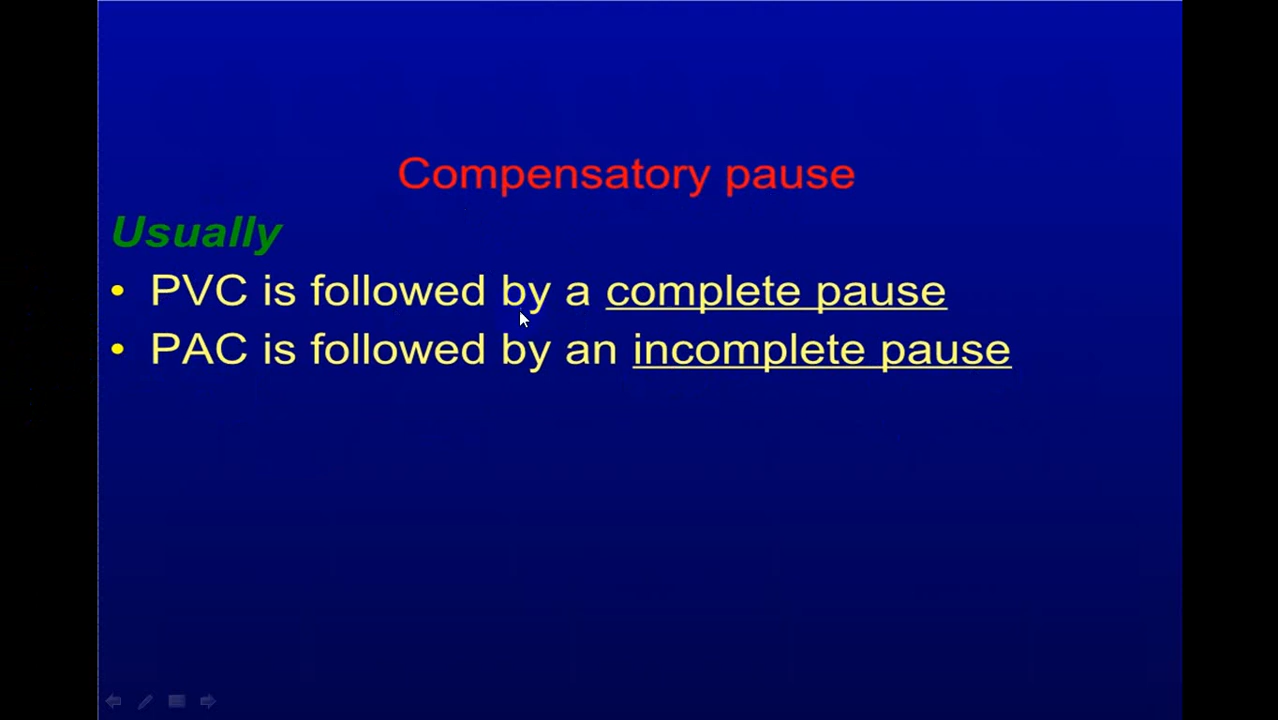 Compensatory pause
Usually
• PVC is followed by a complete pause
• PAC is followed by an incomplete pause